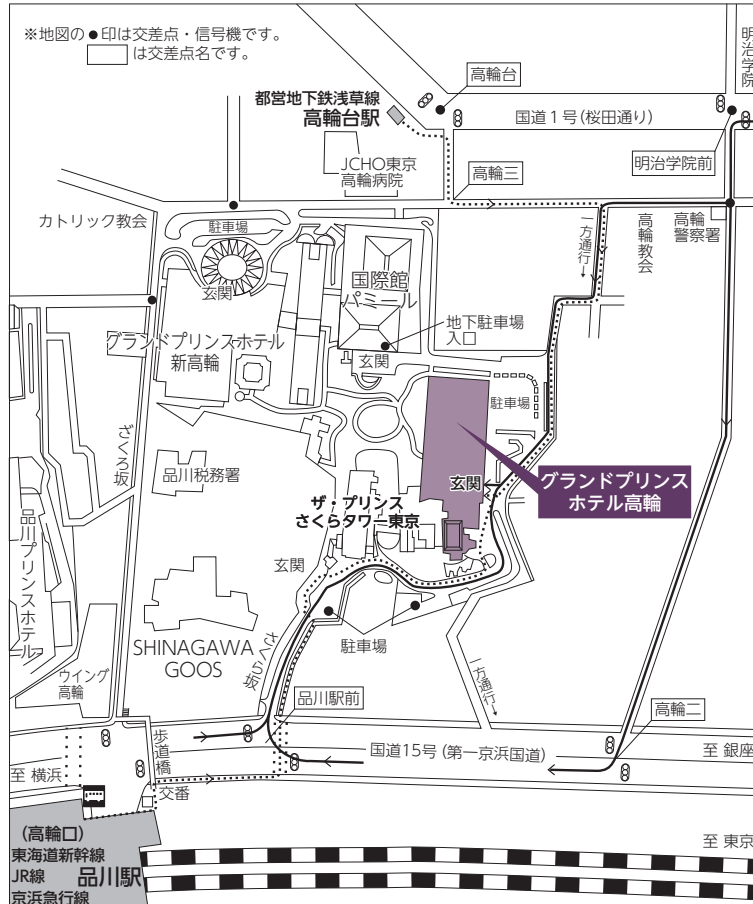 ※地図の●印は交差点・信号機です。
は交差点名です。
明治学院
高輪台
都営地下鉄浅草線
高輪台駅
国道1号(桜田通り)
明治学院前
JCHO東京
高輪病院
高輪三
カトリック教会
駐車場
一方通行→
高輪教会
高輪
警察署
玄関
国際館
パミール
グランドプリンスホテル
新高輪
地下駐車場
入口
玄関
駐車場
ざくろ坂
品川税務署
玄関
グランドプリンス
ホテル高輪
ザ・プリンス
さくらタワー東京
品川プリンスホテル
玄関
SHINAGAWA
GOOS
さくら坂
駐車場
一方通行→
ウイング
高輪
品川駅前
高輪二
歩道橋
国道15号(第一京浜国道)
至 銀座
至 横浜
交番
至 東京
(高輪口)
東海道新幹線
JR線 品川駅
京浜急行線